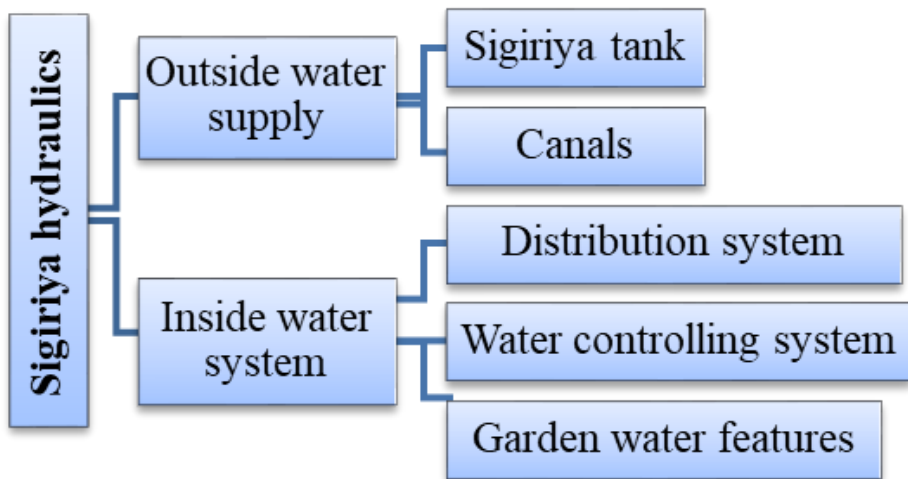 Sigiriya hydraulics
Outside water
supply
Sigiriya tank
Canals
Inside water
system
Distribution system
Water controlling system
Garden water features